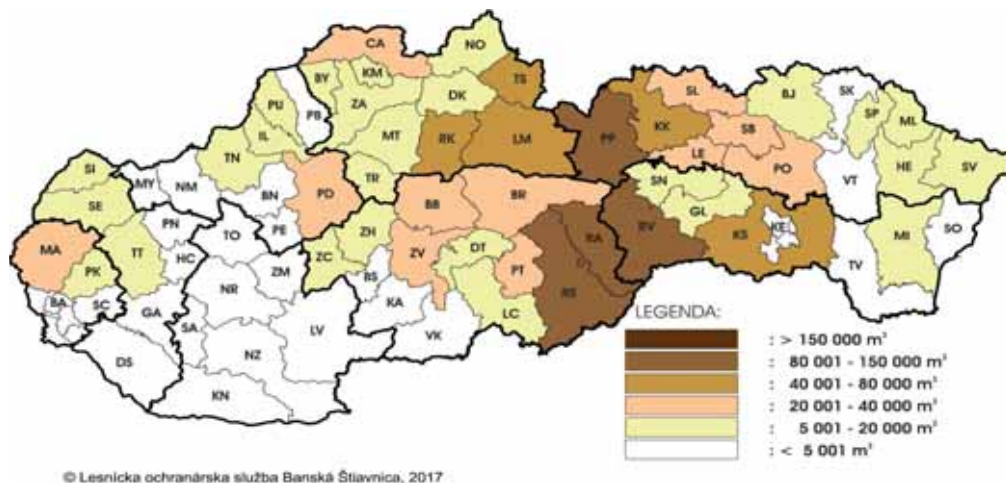 CA
NO
TS
BY
KM
DK
ZA
PU
PB
IL
MT
RK
LM
PP
KK
SL
BJ
SK
SP
ML
SB
LE
PO
HE
SV
VT
TN
SI
MY
NM
BN
PD
TR
SE
PN
PE
BB
BR
SN
GL
RV
KS
KE
MI
SO
TV
MA
PK
TT
HC
TO
ZM
ZH
ZC
BS
ZV
DT
PT
RA
RS
BA
SC
GA
NR
SA
KA
LV
VK
LC
DS
NZ
KN
LEGENDA:
: > 150 000 m³
: 80 001 - 150 000 m³
: 40 001 - 80 000 m³
: 20 001 - 40 000 m³
: 5 001 - 20 000 m³
: < 5 001 m³
© Lesnícka ochranárska služba Banská Štiavnica, 2017